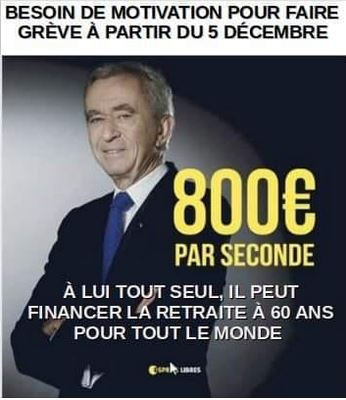 BESOIN DE MOTIVATION POUR FAIRE
GRÈVE À PARTIR DU 5 DÉCEMBRE
800€
PAR SECONDE
À LUI TOUT SEUL, IL PEUT
FINANCER LA RETRAITE À 60 ANS
POUR TOUT LE MONDE
LIBRES